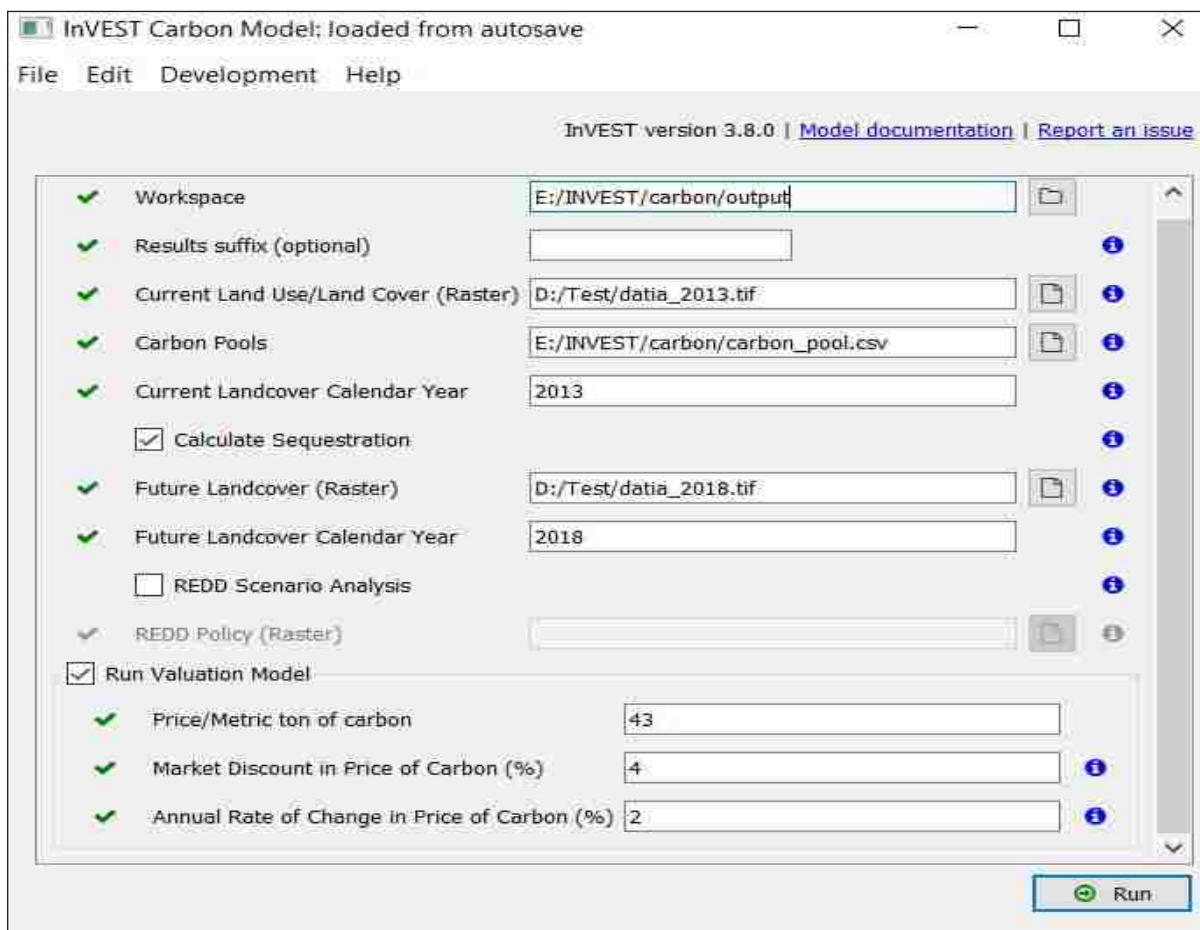 InVEST Carbon Model: loaded from autosave
File Edit Development Help
InVEST version 3.8.0 | Model documentation | Report an issue
Workspace E:/INVEST/carbon/output
Results suffix (optional)
Current Land Use/Land Cover (Raster) D:/Test/datia_2013.tif
Carbon Pools E:/INVEST/carbon/carbon_pool.csv
Current Landcover Calendar Year 2013
Calculate Sequestration
Future Landcover (Raster) D:/Test/datia_2018.tif
Future Landcover Calendar Year 2018
REDD Scenario Analysis
REDD Policy (Raster)
Run Valuation Model
Price/Metric ton of carbon 43
Market Discount in Price of Carbon (%) 4
Annual Rate of Change in Price of Carbon (%) 2
Run